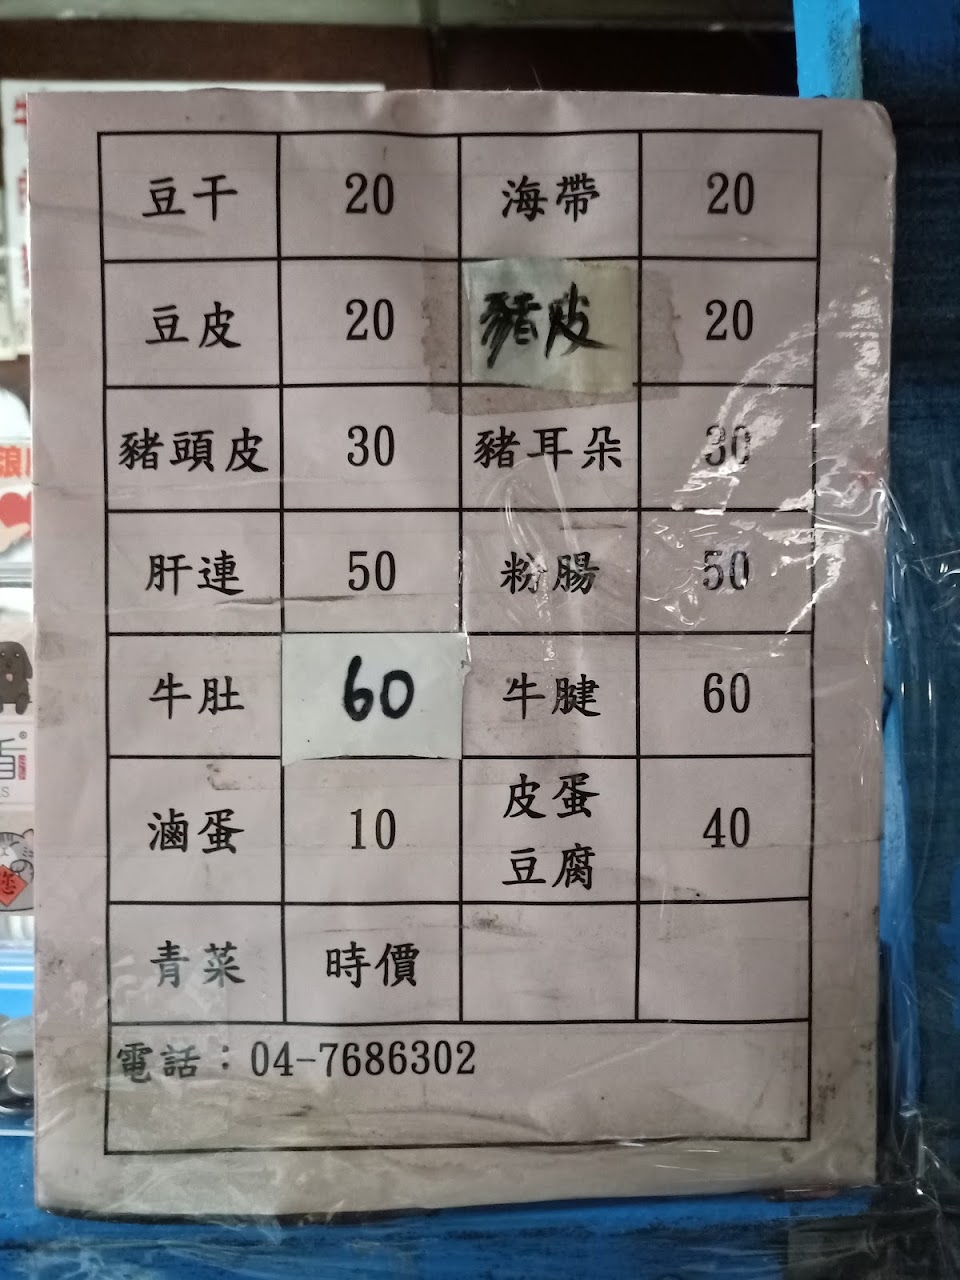 豆干 20 海帶 20
豆皮 20 豬皮 20
豬頭皮 30 豬耳朵 30
肝連 50 粉腸 50
牛肚 60 牛腱 60
滷蛋 10 皮蛋豆腐 40
青菜 時價
電話：04-7686302